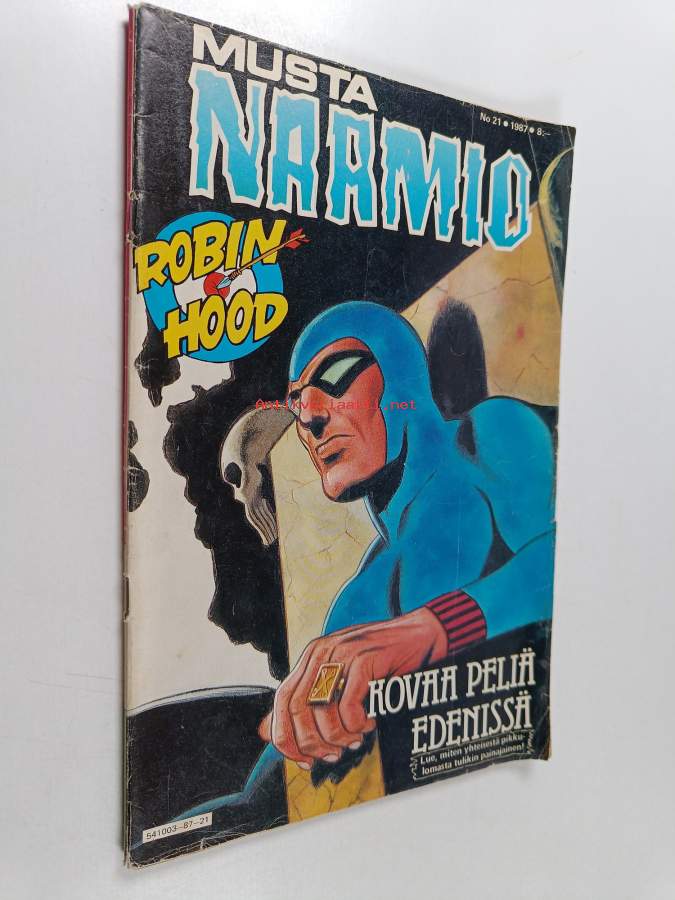 MUSTA
NAAMIO
No 21 • 1987 • 8:–
ROBIN
HOOD
Antikvariaatti.net
KOVAA PELIÄ
EDENISSÄ
Lue, miten yhteisestä pikku-
lomasta tulikin painajainen!
541003–87–21